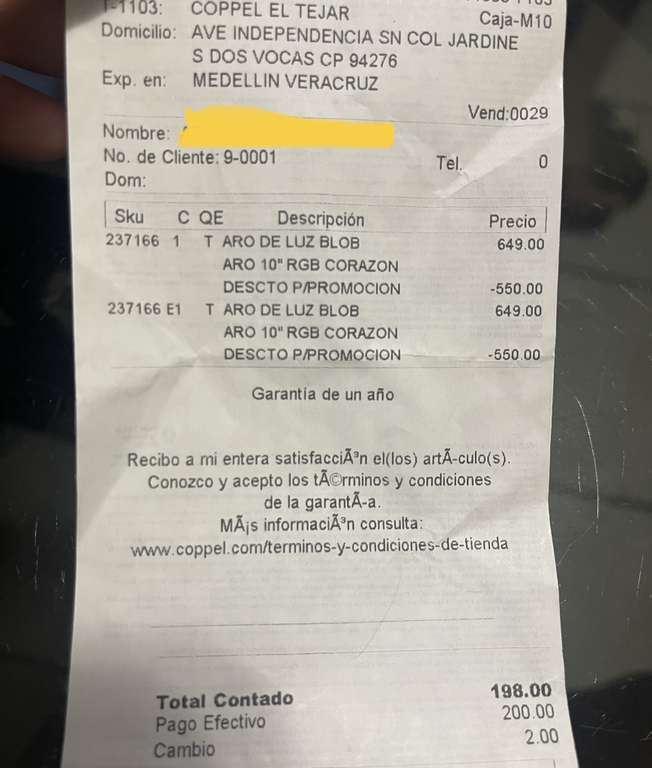 T-1103: COPPEL EL TEJAR
Caja-M10
Domicilio: AVE INDEPENDENCIA SN COL JARDINE
S DOS VOCAS CP 94276
Exp. en: MEDELLIN VERACRUZ
Vend:0029
Nombre:
No. de Cliente: 9-0001 Tel. 0
Dom:
Sku C QE Descripción Precio
237166 1 T ARO DE LUZ BLOB 649.00
ARO 10" RGB CORAZON
DESCTO P/PROMOCION -550.00
237166 E1 T ARO DE LUZ BLOB 649.00
ARO 10" RGB CORAZON
DESCTO P/PROMOCION -550.00
Garantia de un año
Recibo a mi entera satisfacciÃ³n el(los) artÃ-culo(s).
Conozco y acepto los tÃ©rminos y condiciones
de la garantÃ-a.
MÃ¡s informaciÃ³n consulta:
www.coppel.com/terminos-y-condiciones-de-tienda
Total Contado 198.00
Pago Efectivo 200.00
Cambio 2.00